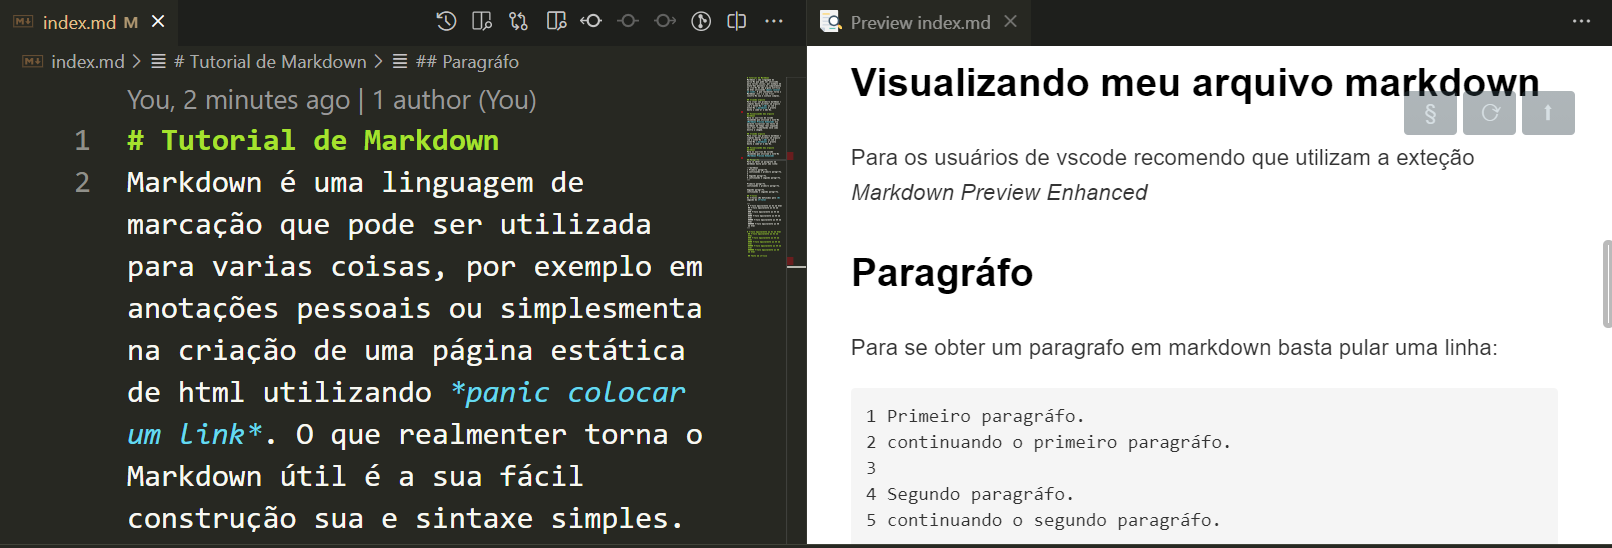 index.md M
index.md > # Tutorial de Markdown > ## Paragráfo
You, 2 minutes ago | 1 author (You)
1 # Tutorial de Markdown
2 Markdown é uma linguagem de
marcação que pode ser utilizada
para varias coisas, por exemplo em
anotações pessoais ou simplesmenta
na criação de uma página estática
de html utilizando *panic colocar
um link*. O que realmenter torna o
Markdown útil é a sua fácil
construção sua e sintaxe simples.
Preview index.md
Visualizando meu arquivo markdown
Para os usuários de vscode recomendo que utilizam a exteção
Markdown Preview Enhanced
Paragráfo
Para se obter um paragrafo em markdown basta pular uma linha:
1 Primeiro paragráfo.
2 continuando o primeiro paragráfo.
3
4 Segundo paragráfo.
5 continuando o segundo paragráfo.